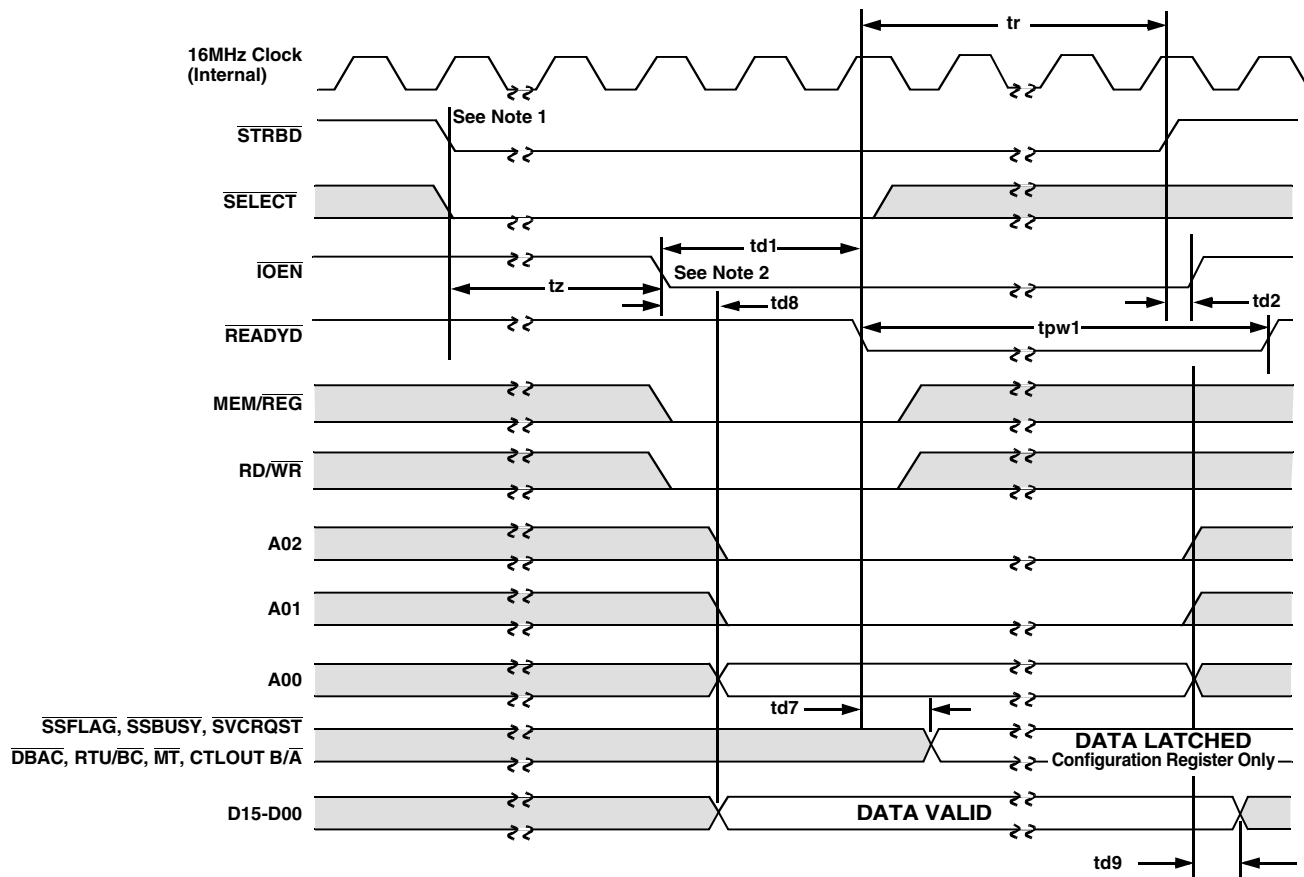 tr
16MHz Clock
(Internal)
See Note 1
STRBD
SELECT
td1
IOEN
See Note 2
tz
td8
td2
READYD
tpw1
MEM/REG
RD/WR
A02
A01
A00
td7
SSFLAG, SSBUSY, SVCRQST
DBAC, RTU/BC, MT, CTLOUT B/A
DATA LATCHED
Configuration Register Only
D15-D00
DATA VALID
td9